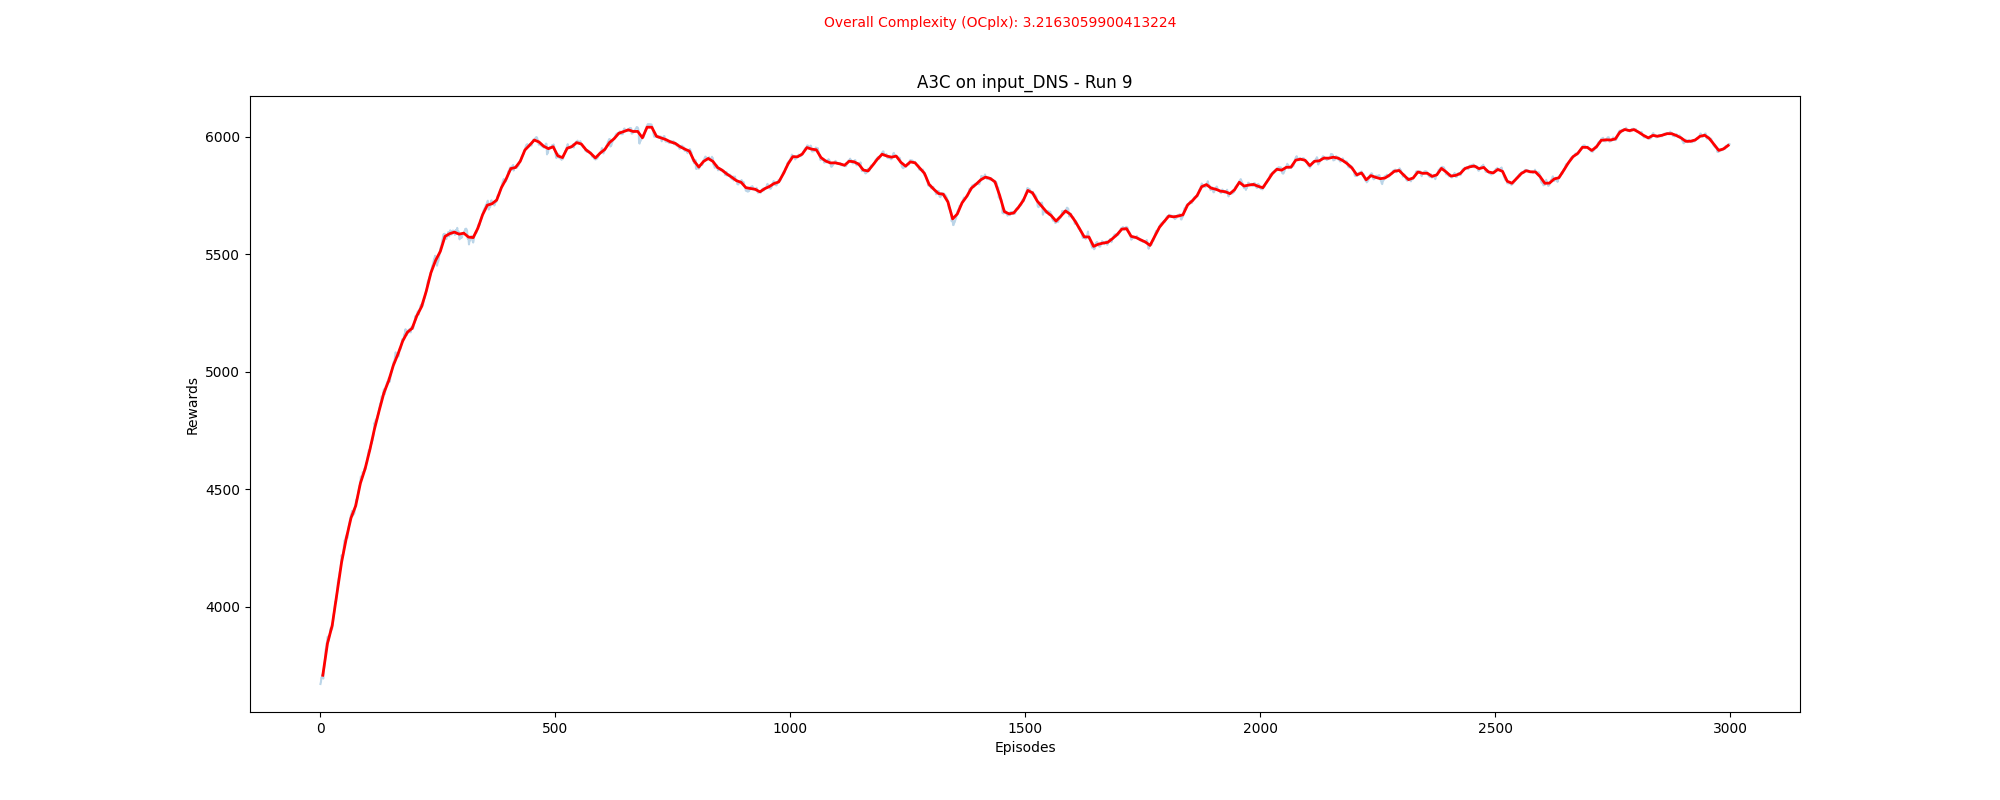 Overall Complexity (OCplx): 3.2163059900413224
A3C on input_DNS - Run 9
6000
5500
5000
4500
4000
Rewards
0 500 1000 1500 2000 2500 3000
Episodes